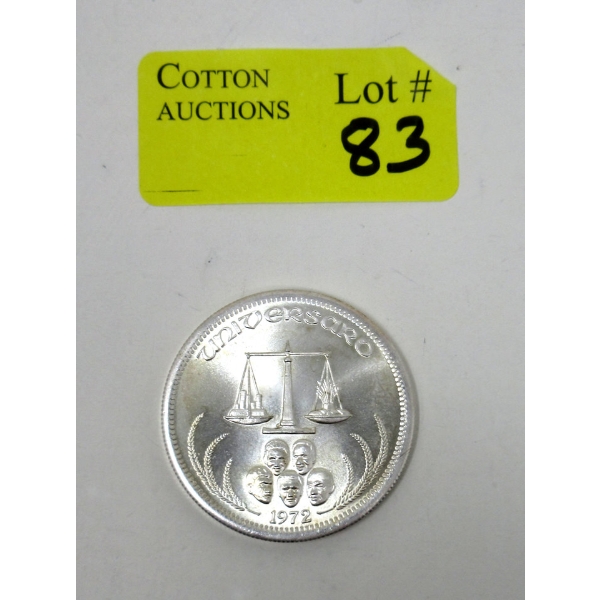 COTTON
AUCTIONS
Lot #
83
UNIVERSARO
1972